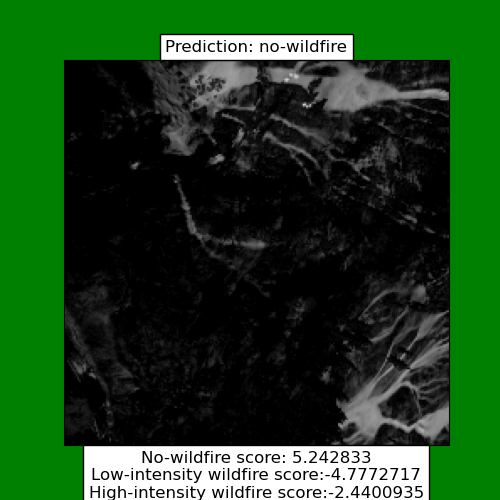 Prediction: no-wildfire
No-wildfire score: 5.242833
Low-intensity wildfire score:-4.7772717
High-intensity wildfire score:-2.4400935